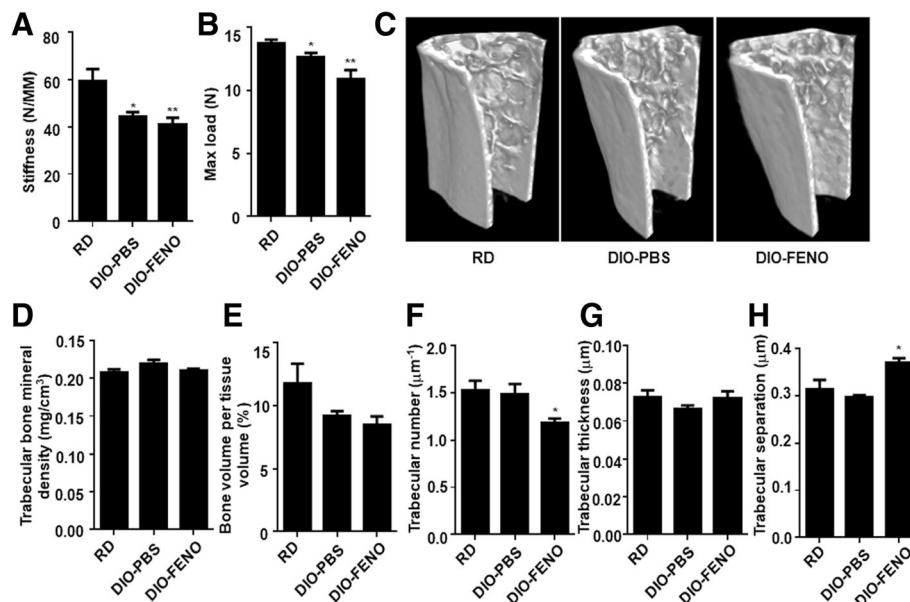 A
Stiffness (N/MM)
80
60
40
20
0
*
**
RD
DIO-PBS
DIO-FENO
B
Max load (N)
15
10
5
0
*
**
RD
DIO-PBS
DIO-FENO
C
RD
DIO-PBS
DIO-FENO
D
Trabecular bone mineral
density (mg/cm³)
0.20
0.20
0.15
0.10
0.05
0.00
RD
DIO-PBS
DIO-FENO
E
Bone volume per tissue
volume (%)
15
10
5
0
RD
DIO-PBS
DIO-FENO
F
Trabecular number (μm⁻¹)
2.0
1.5
1.0
0.5
0.0
*
RD
DIO-PBS
DIO-FENO
G
Trabecular thickness (μm)
0.10
0.08
0.06
0.04
0.02
0.00
RD
DIO-PBS
DIO-FENO
H
Trabecular separation (μm)
0.4
0.3
0.2
0.1
0.0
*
RD
DIO-PBS
DIO-FENO